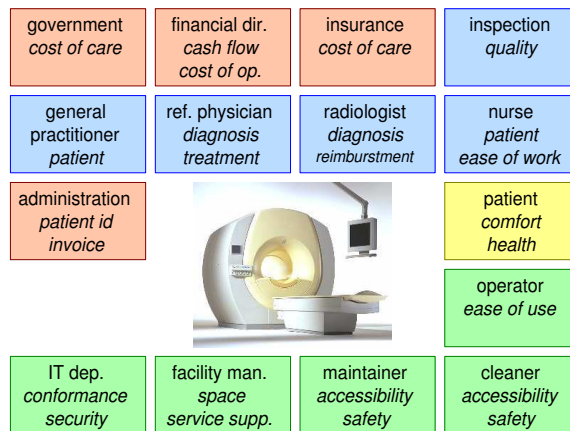 government
cost of care
financial dir.
cash flow
cost of op.
insurance
cost of care
inspection
quality
general
practitioner
patient
ref. physician
diagnosis
treatment
radiologist
diagnosis
reimburstment
nurse
patient
ease of work
administration
patient id
invoice
patient
comfort
health
operator
ease of use
IT dep.
conformance
security
facility man.
space
service supp.
maintainer
accessibility
safety
cleaner
accessibility
safety